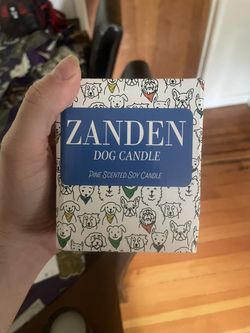 ZANDEN
DOG CANDLE
PINE SCENTED SOY CANDLE